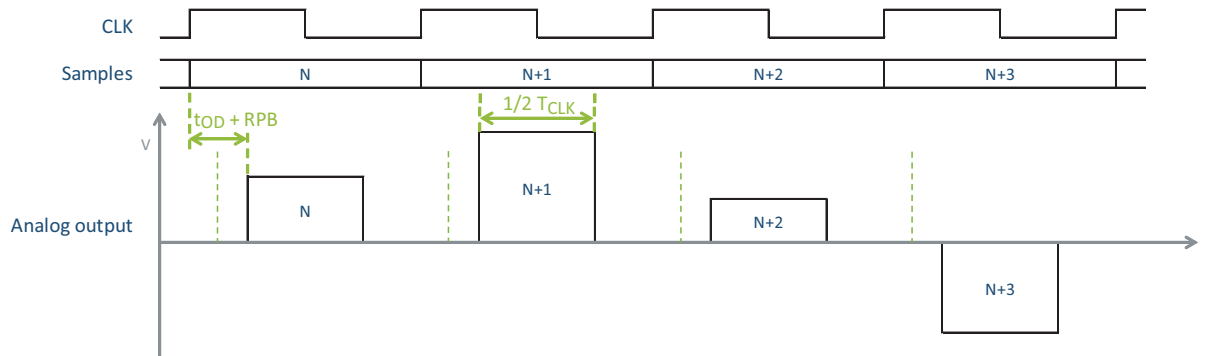 CLK
Samples N N+1 N+2 N+3
tOD + RPB 1/2 TCLK
V
N+1
N N+2
Analog output
N+3